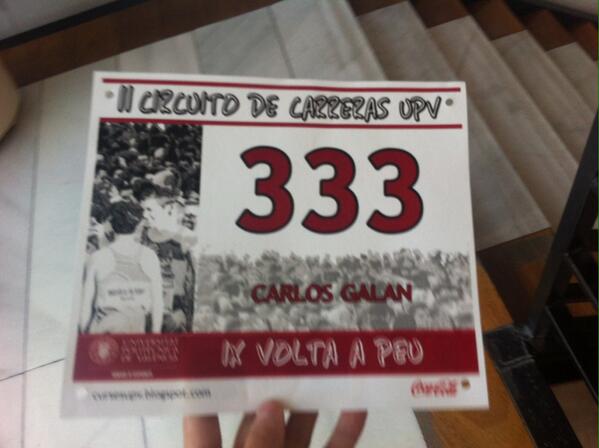 II CIRCUITO DE CARRERAS UPV
333
CARLOS GALAN
IX VOLTA A PEU
Coca-Cola